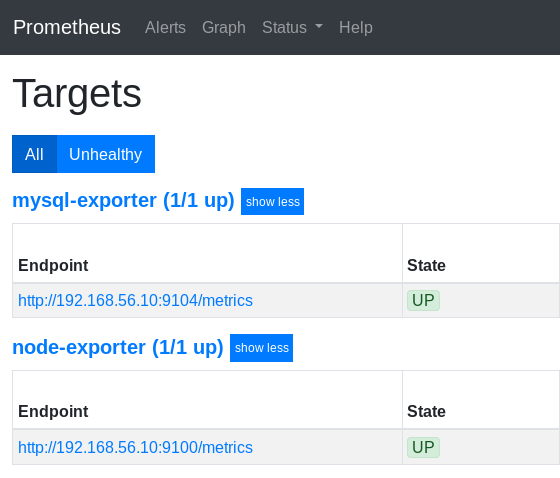 Prometheus Alerts Graph Status Help
Targets
All Unhealthy
mysql-exporter (1/1 up) show less
Endpoint State
http://192.168.56.10:9104/metrics UP
node-exporter (1/1 up) show less
Endpoint State
http://192.168.56.10:9100/metrics UP